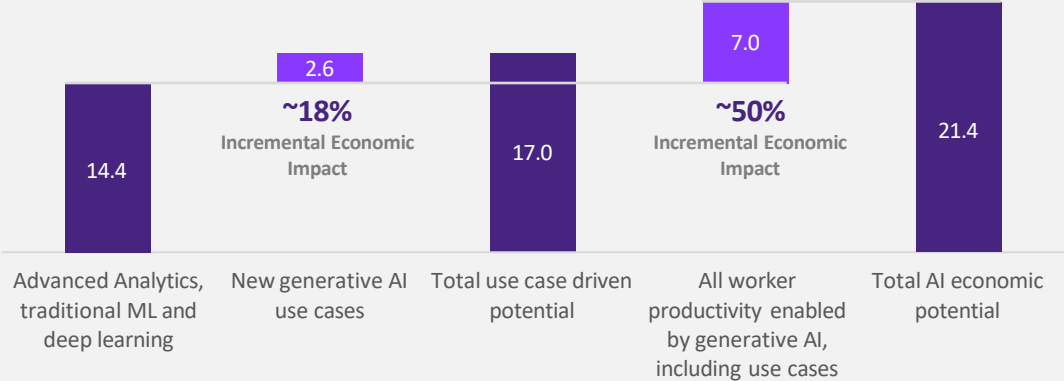 7.0
2.6
~18%
Incremental Economic
Impact
~50%
Incremental Economic
Impact
14.4
17.0
21.4
Advanced Analytics,
traditional ML and
deep learning
New generative AI
use cases
Total use case driven
potential
All worker
productivity enabled
by generative AI,
including use cases
Total AI economic
potential